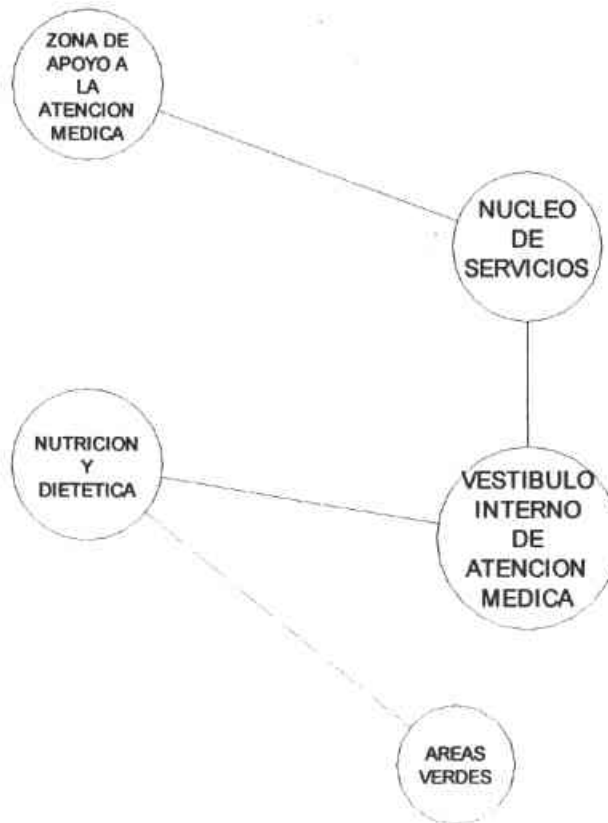 ZONA DE
APOYO A
LA
ATENCION
MEDICA
NUCLEO
DE
SERVICIOS
NUTRICION
Y
DIETETICA
VESTIBULO
INTERNO
DE
ATENCION
MEDICA
AREAS
VERDES